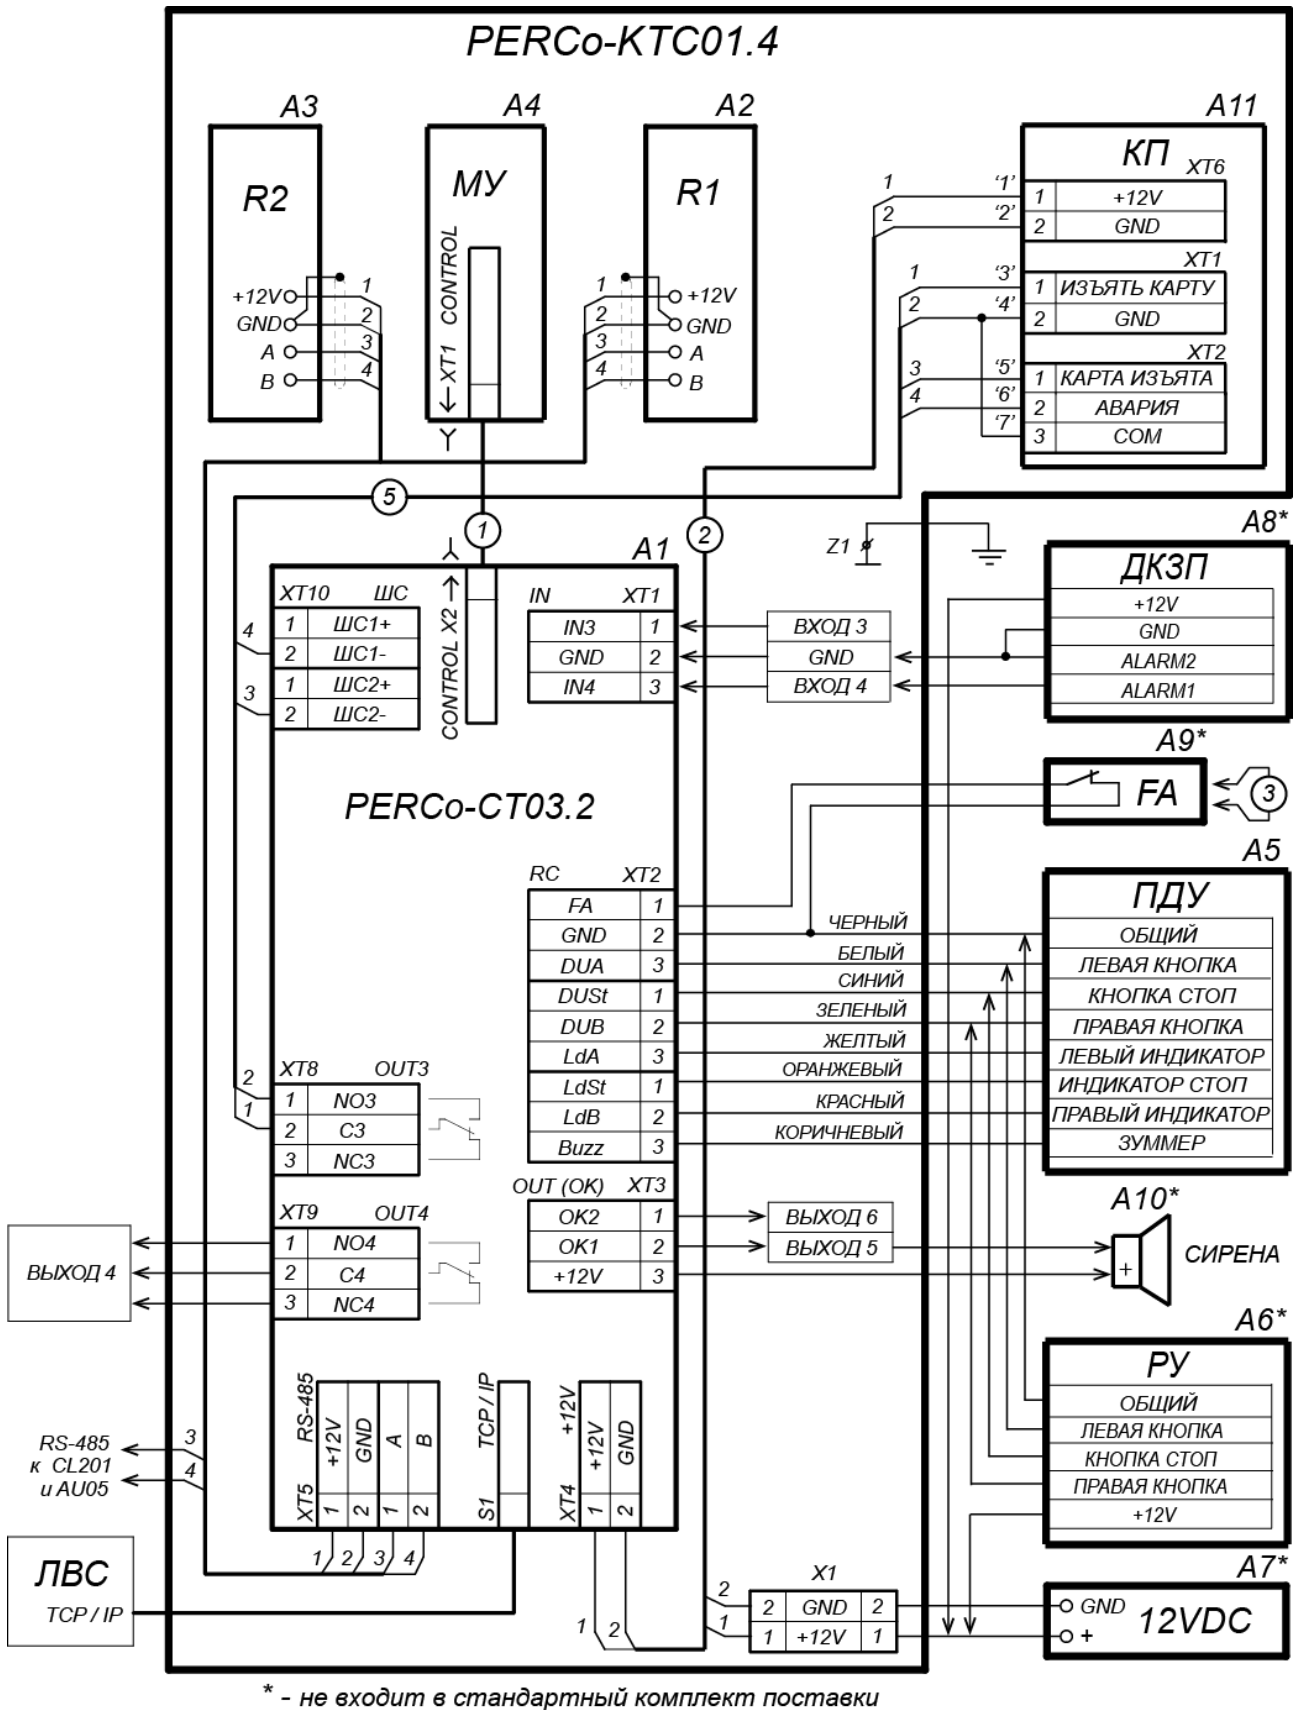 PERCo-KTC01.4
A3
A4
A2
A11
R2
МУ
R1
КП
XT6
1 '1' 1 +12V
2 '2' 2 GND
XT1
1 '3' 1 ИЗЪЯТЬ КАРТУ
2 '4' 2 GND
XT2
3 '5' 1 КАРТА ИЗЪЯТА
4 '6' 2 АВАРИЯ
'7' 3 COM
XT1 CONTROL
+12V 1
GND 2
A 3
B 4
1 +12V
2 GND
3 A
4 B
5
1
2
Z1
A1
CONTROL X2
XT10 ШС
4
1 ШС1+
2 ШС1-
3
1 ШС2+
2 ШС2-
IN XT1
IN3 1
GND 2
IN4 3
ВХОД 3
GND
ВХОД 4
A8*
ДКЗП
+12V
GND
ALARM2
ALARM1
A9*
FA
3
PERCo-CT03.2
RC XT2
FA 1
GND 2
DUA 3
DUSt 1
DUB 2
LdA 3
LdSt 1
LdB 2
Buzz 3
ЧЕРНЫЙ
БЕЛЫЙ
СИНИЙ
ЗЕЛЕНЫЙ
ЖЕЛТЫЙ
ОРАНЖЕВЫЙ
КРАСНЫЙ
КОРИЧНЕВЫЙ
A5
ПДУ
ОБЩИЙ
ЛЕВАЯ КНОПКА
КНОПКА СТОП
ПРАВАЯ КНОПКА
ЛЕВЫЙ ИНДИКАТОР
ИНДИКАТОР СТОП
ПРАВЫЙ ИНДИКАТОР
ЗУММЕР
XT8 OUT3
2
1
1 NO3
2 C3
3 NC3
OUT (OK) XT3
OK2 1
OK1 2
+12V 3
ВЫХОД 6
ВЫХОД 5
A10*
+
СИРЕНА
XT9 OUT4
1 NO4
2 C4
3 NC4
ВЫХОД 4
A6*
РУ
ОБЩИЙ
ЛЕВАЯ КНОПКА
КНОПКА СТОП
ПРАВАЯ КНОПКА
+12V
RS-485
к CL201
и AU05
3
4
XT5 RS-485
1 +12V
2 GND
1 A
2 B
S1 TCP / IP
XT4 +12V
1 +12V
2 GND
1 2 3 4
1 2
ЛВС
TCP / IP
X1
2 2 GND 2
1 1 +12V 1
A7*
GND
+
12VDC
* - не входит в стандартный комплект поставки